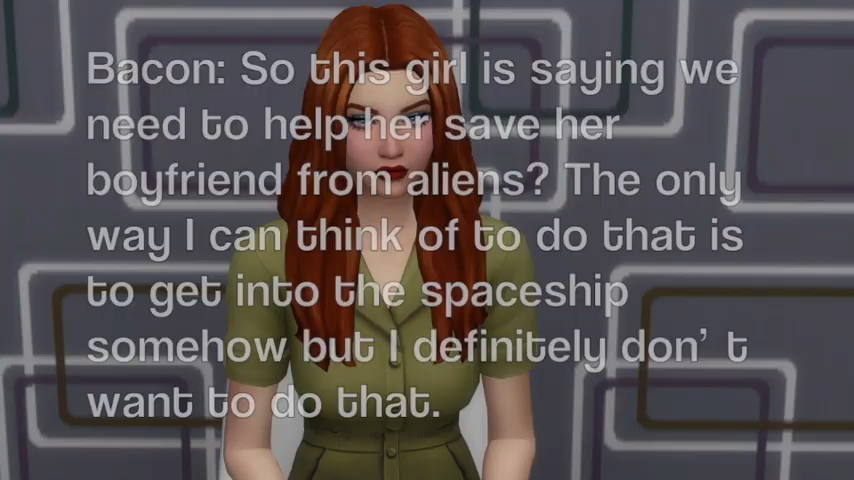 Bacon: So this girl is saying we
need to help her save her
boyfriend from aliens? The only
way I can think of to do that is
to get into the spaceship
somehow but I definitely don’ t
want to do that.